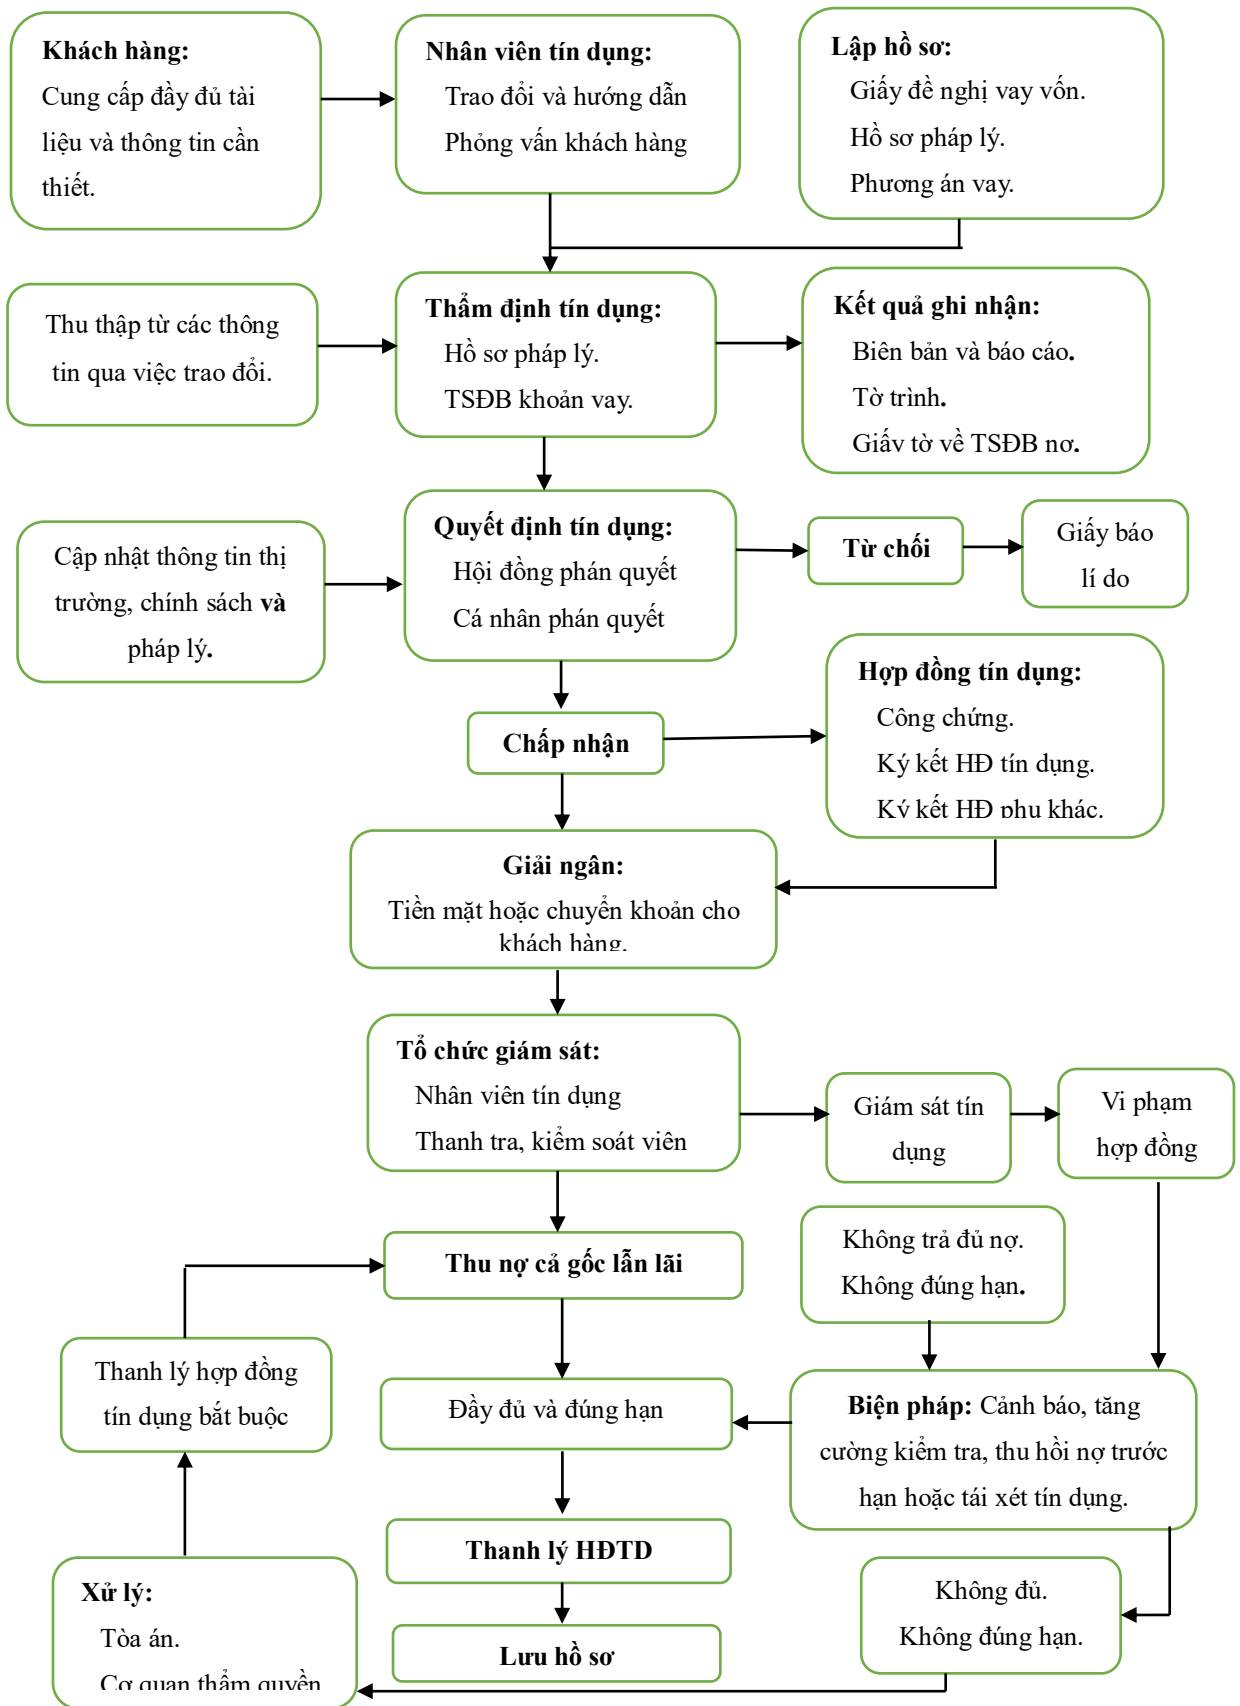 Khách hàng:
Cung cấp đầy đủ tài
liệu và thông tin cần
thiết.
Nhân viên tín dụng:
Trao đổi và hướng dẫn
Phỏng vấn khách hàng
Lập hồ sơ:
Giấy đề nghị vay vốn.
Hồ sơ pháp lý.
Phương án vay.
Thu thập từ các thông
tin qua việc trao đổi.
Thẩm định tín dụng:
Hồ sơ pháp lý.
TSĐB khoản vay.
Kết quả ghi nhận:
Biên bản và báo cáo.
Tờ trình.
Giấy tờ về TSĐB nợ.
Cập nhật thông tin thị
trường, chính sách và
pháp lý.
Quyết định tín dụng:
Hội đồng phán quyết
Cá nhân phán quyết
Từ chối
Giấy báo
lí do
Chấp nhận
Hợp đồng tín dụng:
Công chứng.
Ký kết HĐ tín dụng.
Ký kết HĐ phụ khác.
Giải ngân:
Tiền mặt hoặc chuyển khoản cho
khách hàng.
Tổ chức giám sát:
Nhân viên tín dụng
Thanh tra, kiểm soát viên
Giám sát tín
dụng
Vi phạm
hợp đồng
Thu nợ cả gốc lẫn lãi
Không trả đủ nợ.
Không đúng hạn.
Thanh lý hợp đồng
tín dụng bắt buộc
Đầy đủ và đúng hạn
Biện pháp: Cảnh báo, tăng
cường kiểm tra, thu hồi nợ trước
hạn hoặc tái xét tín dụng.
Thanh lý HĐTD
Xử lý:
Tòa án.
Cơ quan thẩm quyền
Không đủ.
Không đúng hạn.
Lưu hồ sơ